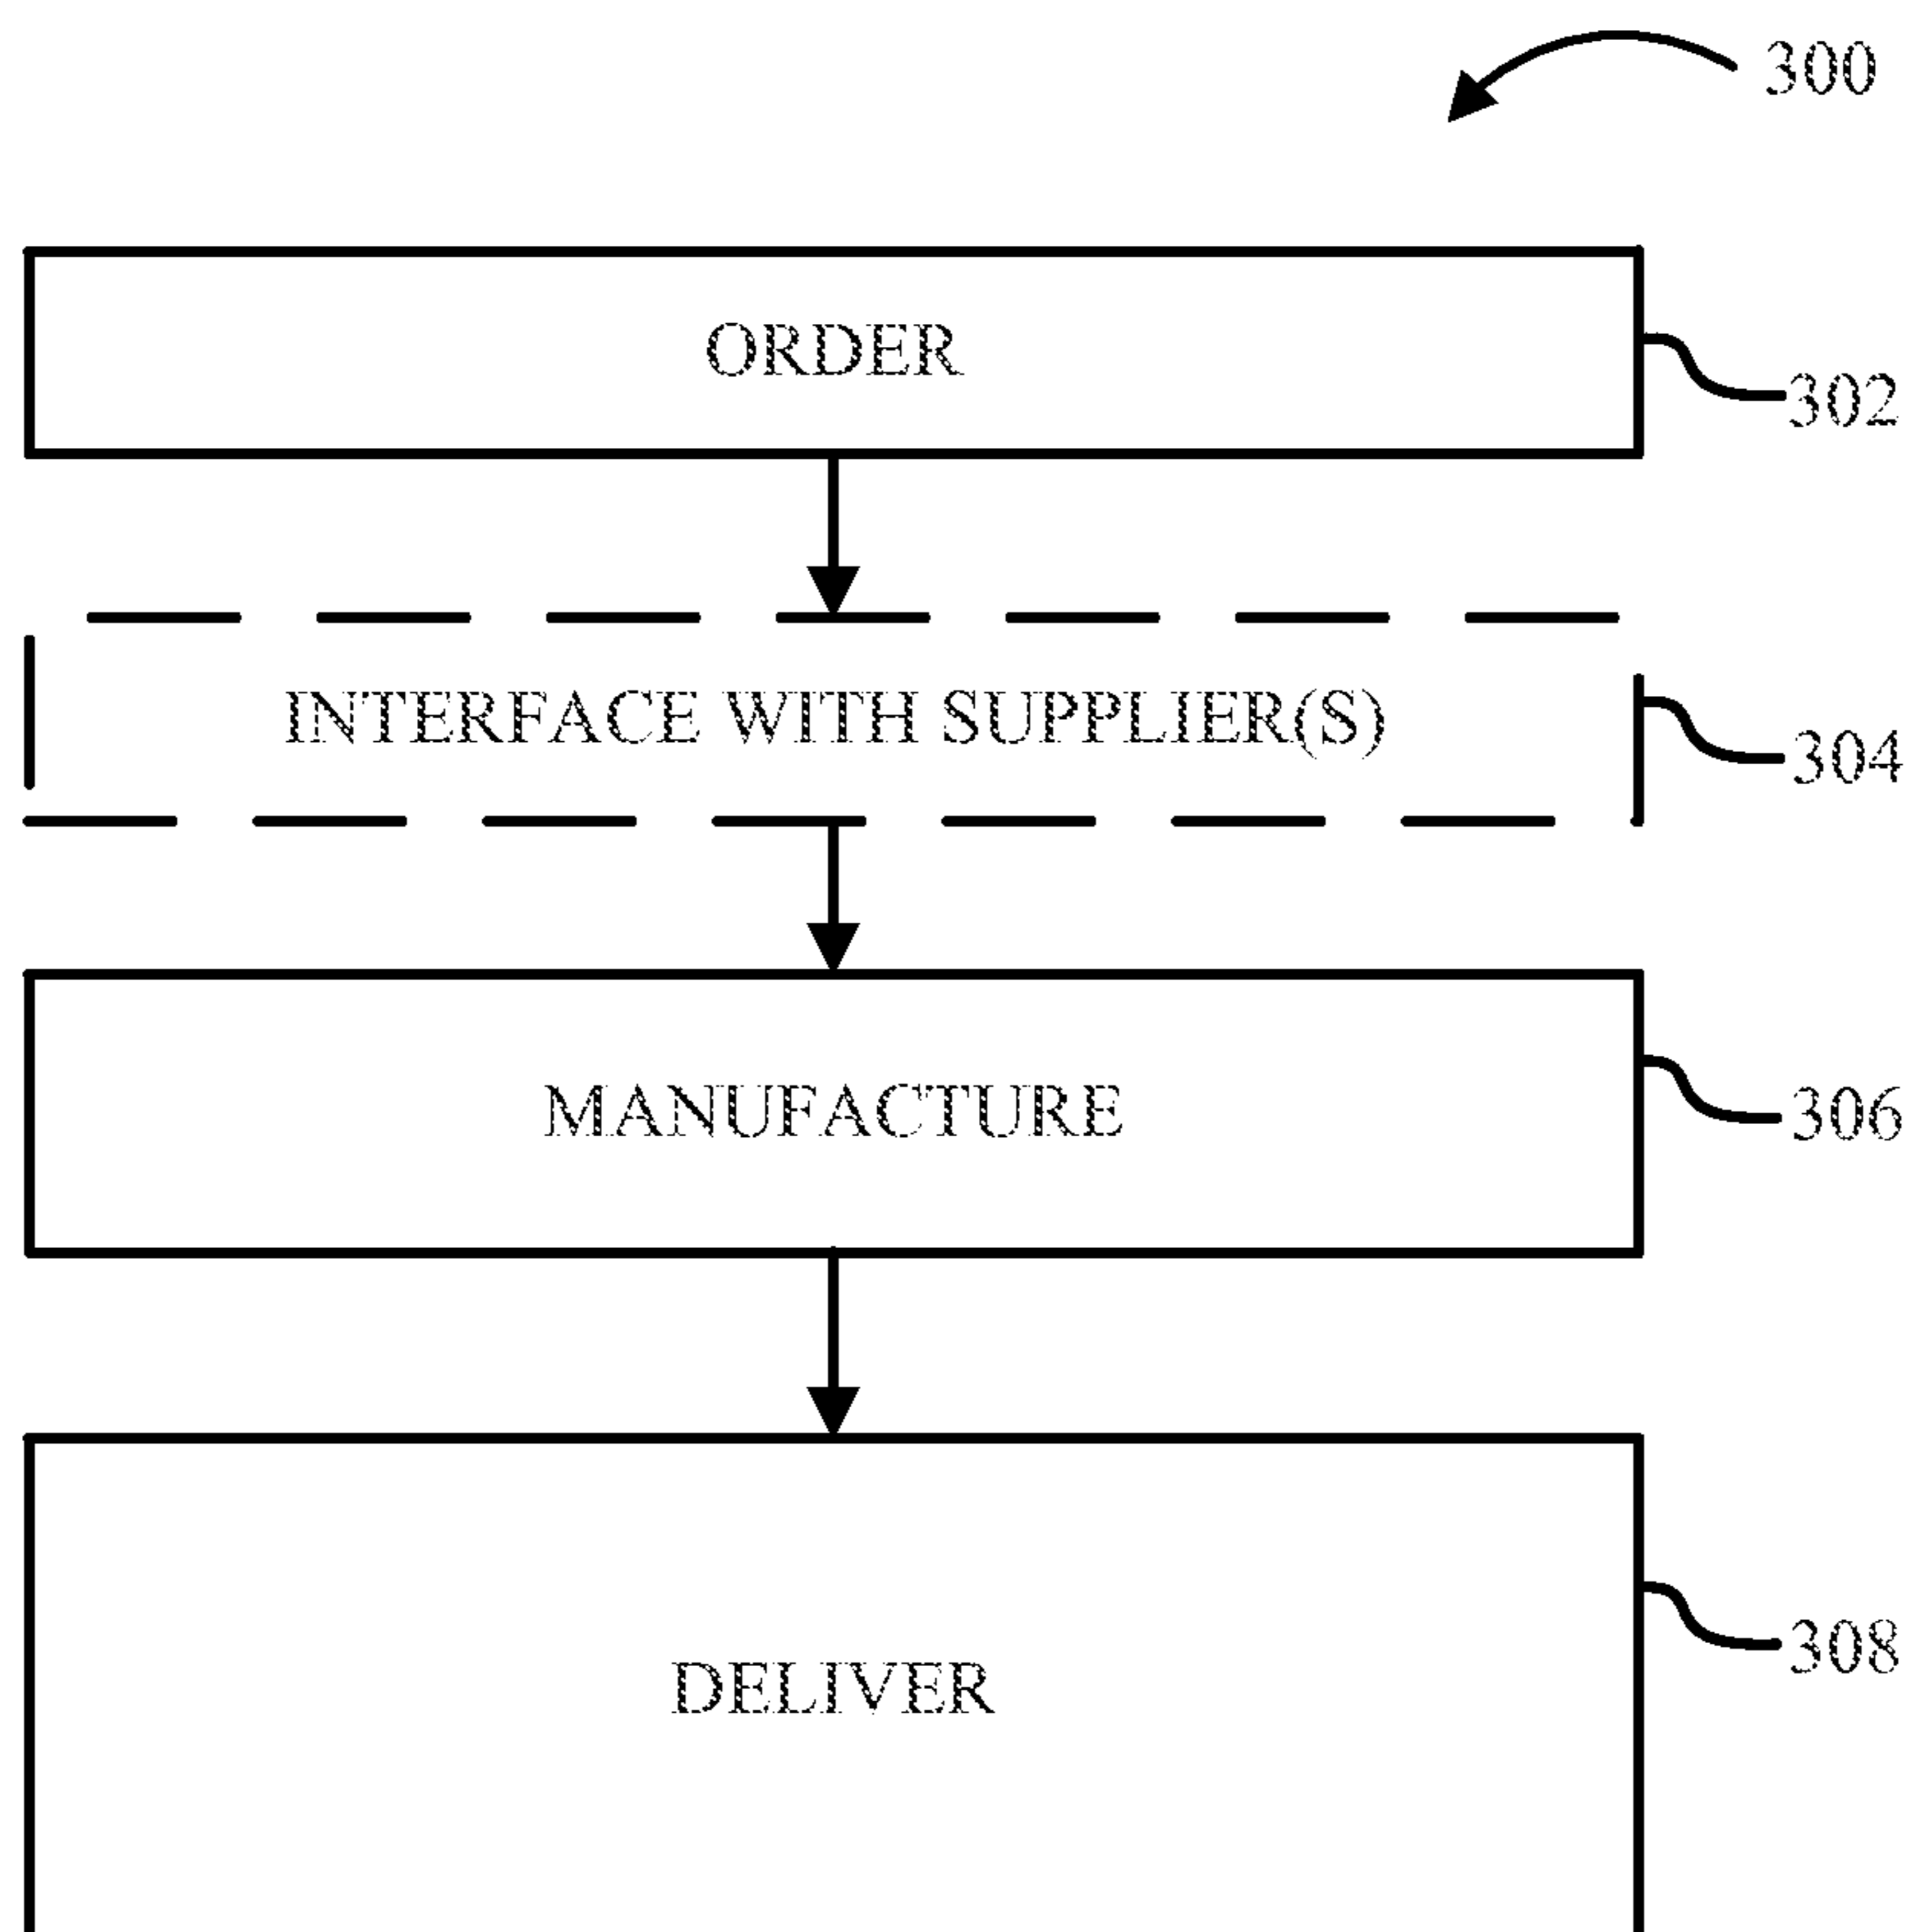 300
ORDER
302
INTERFACE WITH SUPPLIER(S)
304
MANUFACTURE
306
DELIVER
308